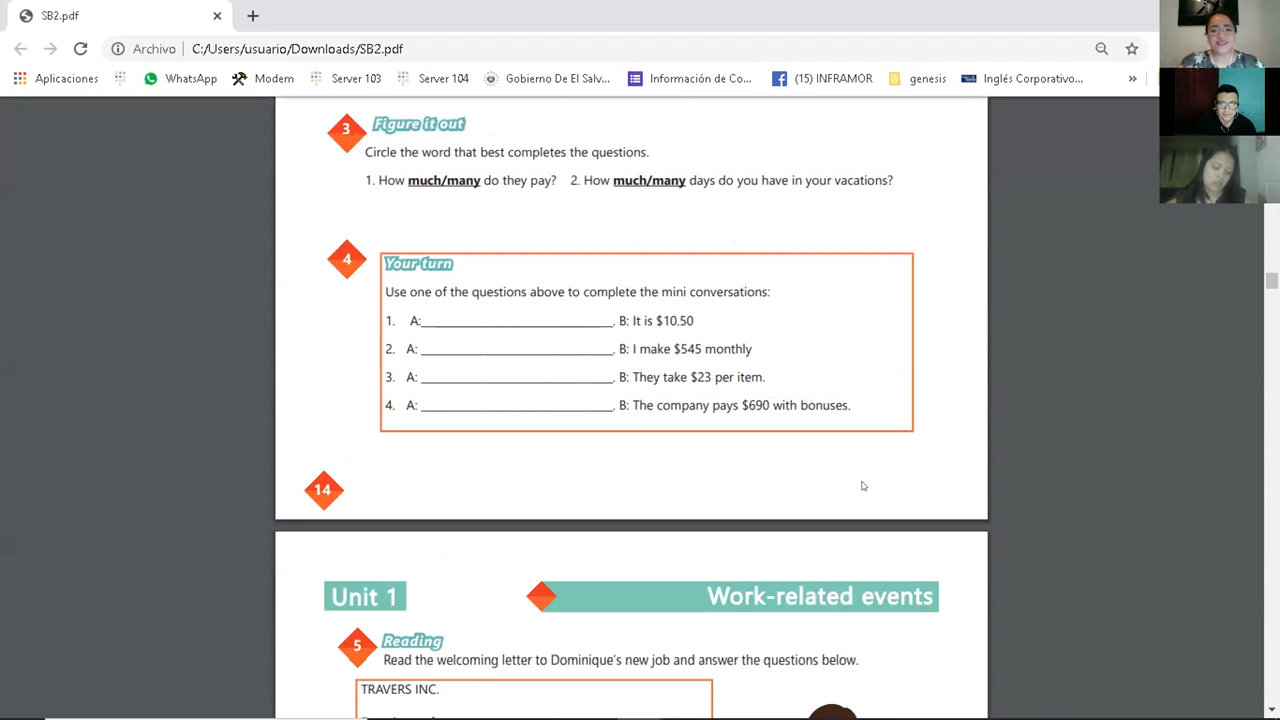 SB2.pdf
Archivo C:/Users/usuario/Downloads/SB2.pdf
Aplicaciones WhatsApp Modem Server 103 Server 104 Gobierno De El Salv... Información de Co... (15) INFRAMOR genesis Inglés Corporativo... »
3 Figure it out
Circle the word that best completes the questions.
1. How much/many do they pay? 2. How much/many days do you have in your vacations?
4 Your turn
Use one of the questions above to complete the mini conversations:
1. A:____________________________. B: It is $10.50
2. A: ____________________________. B: I make $545 monthly
3. A: ____________________________. B: They take $23 per item.
4. A: ____________________________. B: The company pays $690 with bonuses.
14
Unit 1 Work-related events
5 Reading
Read the welcoming letter to Dominique's new job and answer the questions below.
TRAVERS INC.